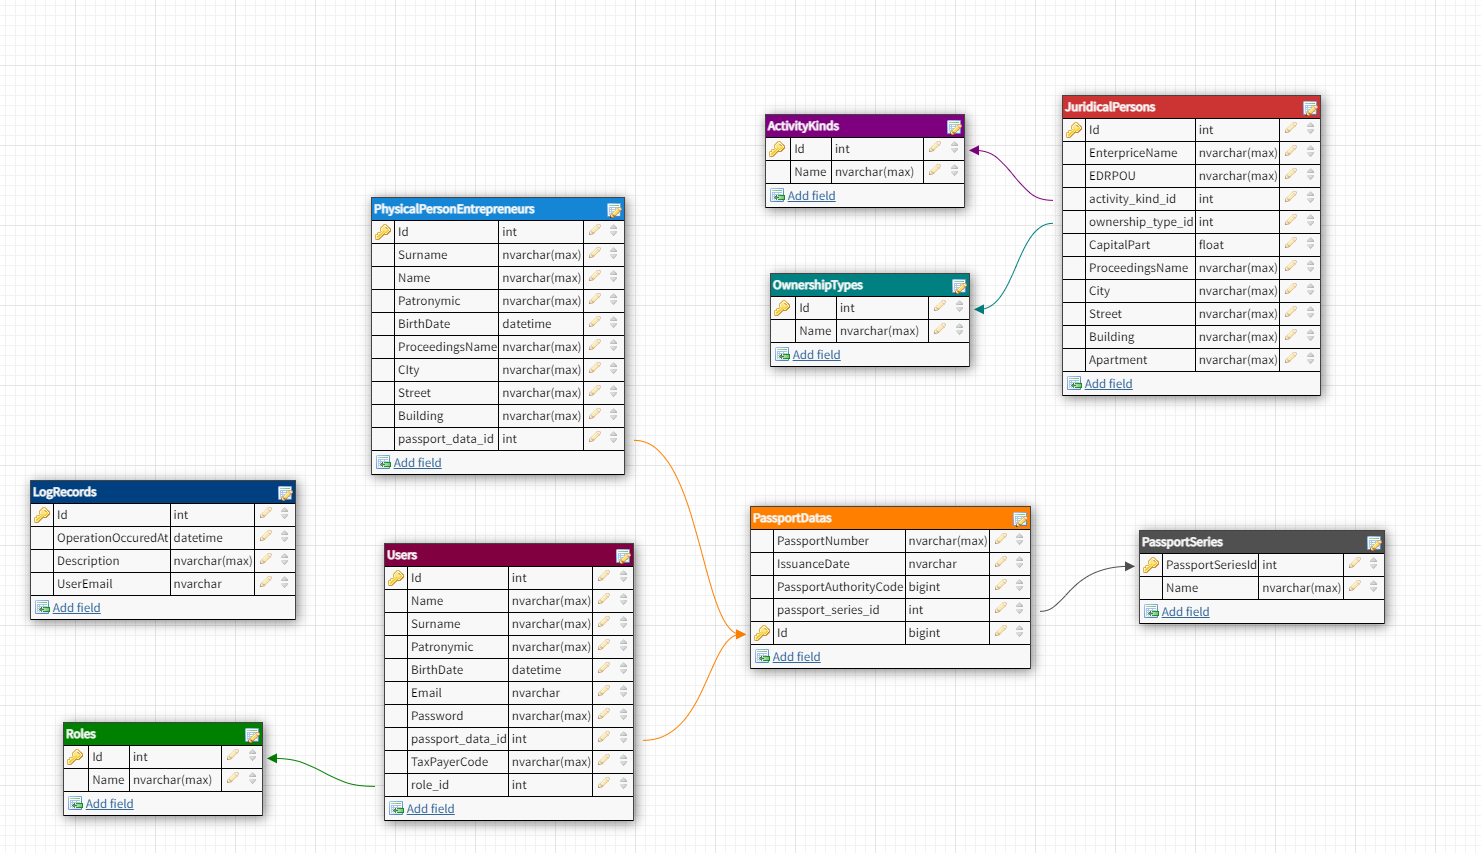 ActivityKinds
Id int
Name nvarchar(max)
Add field
JuridicalPersons
Id int
EnterpriceName nvarchar(max)
EDRPOU nvarchar(max)
activity_kind_id int
ownership_type_id int
CapitalPart float
ProceedingsName nvarchar(max)
City nvarchar(max)
Street nvarchar(max)
Building nvarchar(max)
Apartment nvarchar(max)
Add field
PhysicalPersonEntrepreneurs
Id int
Surname nvarchar(max)
Name nvarchar(max)
Patronymic nvarchar(max)
BirthDate datetime
ProceedingsName nvarchar(max)
CIty nvarchar(max)
Street nvarchar(max)
Building nvarchar(max)
passport_data_id int
Add field
OwnershipTypes
Id int
Name nvarchar(max)
Add field
LogRecords
Id int
OperationOccuredAt datetime
Description nvarchar(max)
UserEmail nvarchar
Add field
Users
Id int
Name nvarchar(max)
Surname nvarchar(max)
Patronymic nvarchar(max)
BirthDate datetime
Email nvarchar
Password nvarchar(max)
passport_data_id int
TaxPayerCode nvarchar(max)
role_id int
Add field
PassportDatas
PassportNumber nvarchar(max)
IssuanceDate nvarchar
PassportAuthorityCode bigint
passport_series_id int
Id bigint
Add field
PassportSeries
PassportSeriesId int
Name nvarchar(max)
Add field
Roles
Id int
Name nvarchar(max)
Add field